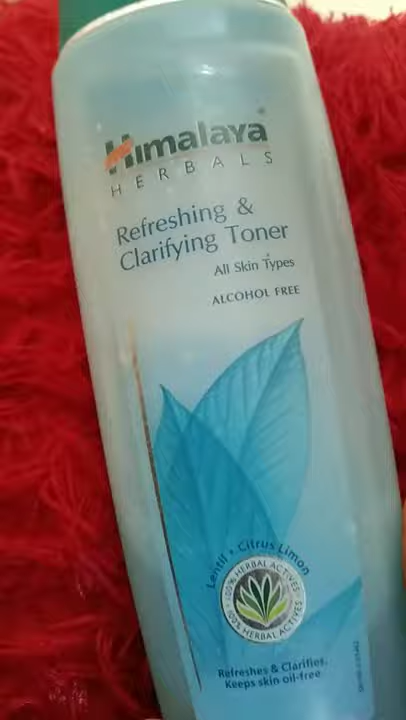 Himalaya
HERBALS
Refreshing &
Clarifying Toner
All Skin Types
ALCOHOL FREE
Lentil • Citrus Limon
100% HERBAL ACTIVES
100% HERBAL ACTIVES
Refreshes & Clarifies.
Keeps skin oil-free